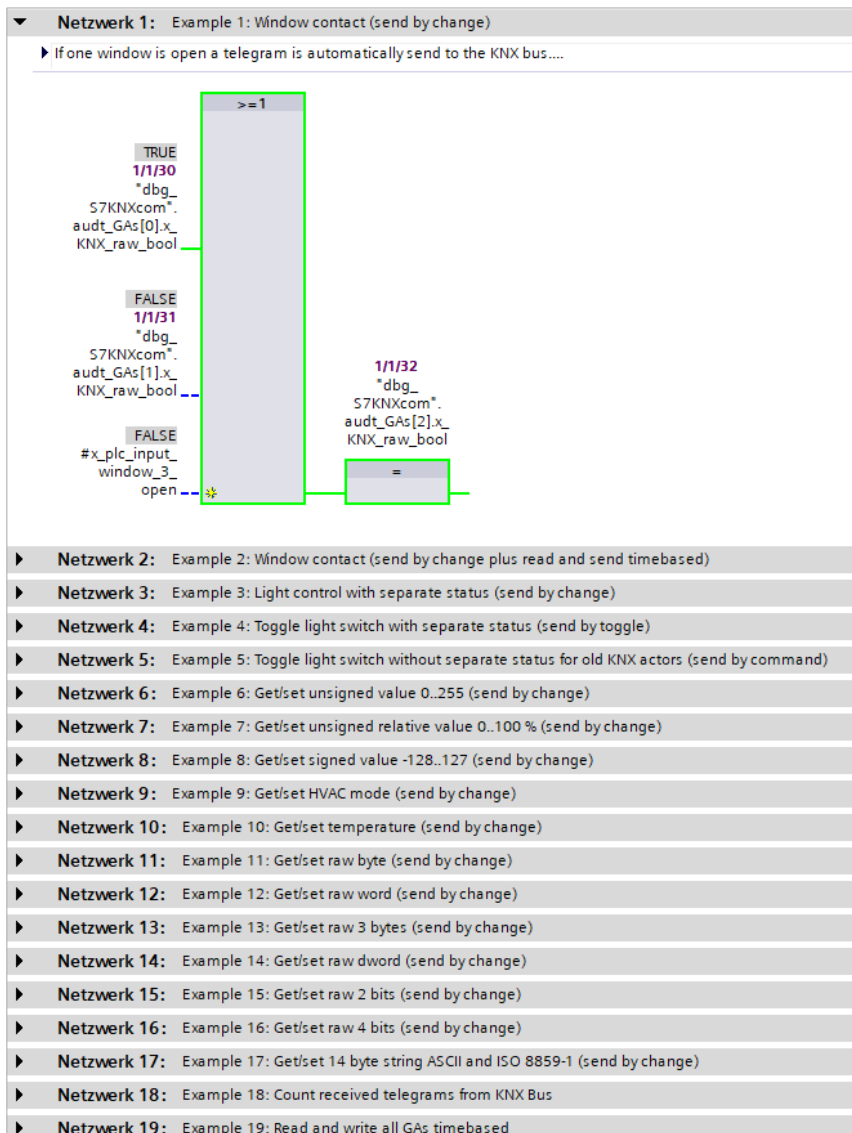 Netzwerk 1: Example 1: Window contact (send by change)
If one window is open a telegram is automatically send to the KNX bus....
>=1
TRUE
1/1/30
"dbg_
S7KNXcom".
audt_GAs[0].x_
KNX_raw_bool
FALSE
1/1/31
"dbg_
S7KNXcom".
audt_GAs[1].x_
KNX_raw_bool
1/1/32
"dbg_
S7KNXcom".
audt_GAs[2].x_
KNX_raw_bool
FALSE
#x_plc_input_
window_3_
open
=
Netzwerk 2: Example 2: Window contact (send by change plus read and send timebased)
Netzwerk 3: Example 3: Light control with separate status (send by change)
Netzwerk 4: Example 4: Toggle light switch with separate status (send by toggle)
Netzwerk 5: Example 5: Toggle light switch without separate status for old KNX actors (send by command)
Netzwerk 6: Example 6: Get/set unsigned value 0..255 (send by change)
Netzwerk 7: Example 7: Get/set unsigned relative value 0..100 % (send by change)
Netzwerk 8: Example 8: Get/set signed value -128..127 (send by change)
Netzwerk 9: Example 9: Get/set HVAC mode (send by change)
Netzwerk 10: Example 10: Get/set temperature (send by change)
Netzwerk 11: Example 11: Get/set raw byte (send by change)
Netzwerk 12: Example 12: Get/set raw word (send by change)
Netzwerk 13: Example 13: Get/set raw 3 bytes (send by change)
Netzwerk 14: Example 14: Get/set raw dword (send by change)
Netzwerk 15: Example 15: Get/set raw 2 bits (send by change)
Netzwerk 16: Example 16: Get/set raw 4 bits (send by change)
Netzwerk 17: Example 17: Get/set 14 byte string ASCII and ISO 8859-1 (send by change)
Netzwerk 18: Example 18: Count received telegrams from KNX Bus
Netzwerk 19: Example 19: Read and write all GAs timebased